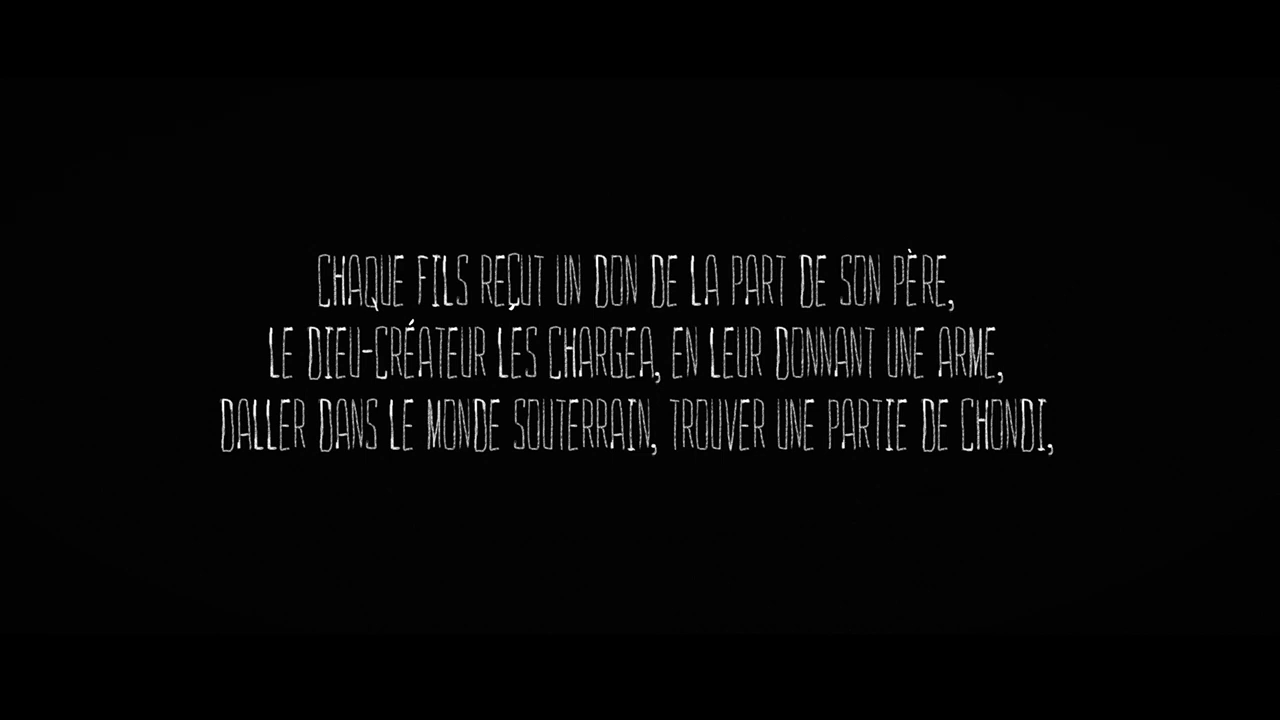 CHAQUE FILS REÇUT UN DON DE LA PART DE SON PÈRE,
LE DIEU-CRÉATEUR LES CHARGEA, EN LEUR DONNANT UNE ARME,
DALLER DANS LE MONDE SOUTERRAIN, TROUVER UNE PARTIE DE CHONDI,